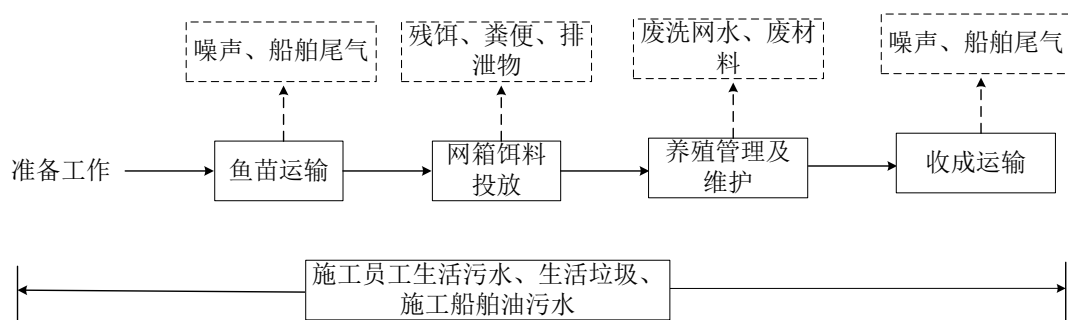 噪声、船舶尾气
残饵、粪便、排
泄物
废洗网水、废材
料
噪声、船舶尾气
准备工作
鱼苗运输
网箱饵料
投放
养殖管理及
维护
收成运输
施工员工生活污水、生活垃圾、
施工船舶油污水